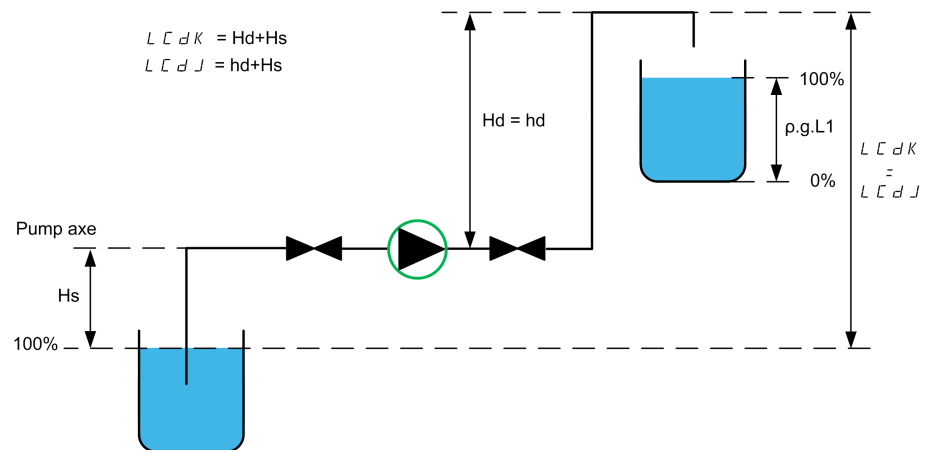 LCdK = Hd+Hs
LCdJ = hd+Hs
Hd = hd
100%
ρ.g.L1
0%
LCdK
=
LCdJ
Pump axe
Hs
100%